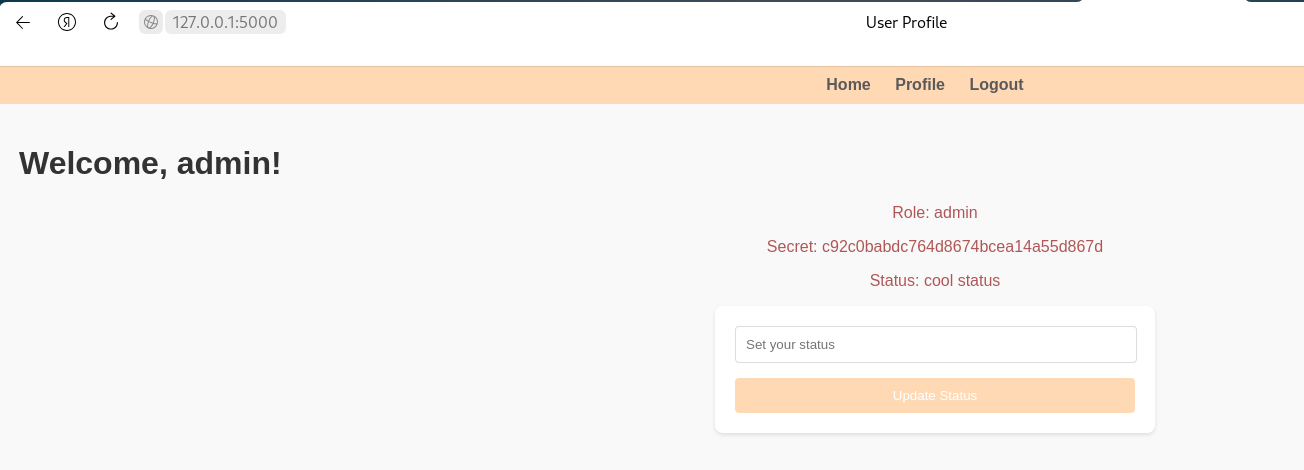 Я 127.0.0.1:5000 User Profile
Home Profile Logout
Welcome, admin!
Role: admin
Secret: c92c0babdc764d8674bcea14a55d867d
Status: cool status
Set your status
Update Status